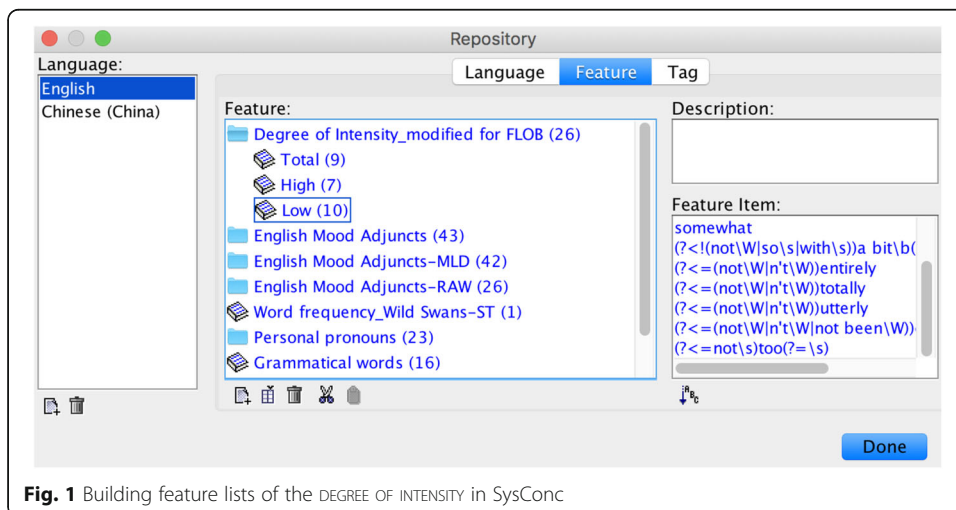 Repository
Language:
English
Chinese (China)
Language Feature Tag
Feature:
Degree of Intensity_modified for FLOB (26)
Total (9)
High (7)
Low (10)
English Mood Adjuncts (43)
English Mood Adjuncts-MLD (42)
English Mood Adjuncts-RAW (26)
Word frequency_Wild Swans-ST (1)
Personal pronouns (23)
Grammatical words (16)
Description:
Feature Item:
somewhat
(?<!(not\W|so\s|with\s))a bit\b(
(?<=(not\W|n't\W))entirely
(?<=(not\W|n't\W))totally
(?<=(not\W|n't\W))utterly
(?<=(not\W|n't\W|not been\W))
(?<=not\s)too(?=\s)
Done
Fig. 1 Building feature lists of the DEGREE OF INTENSITY in SysConc